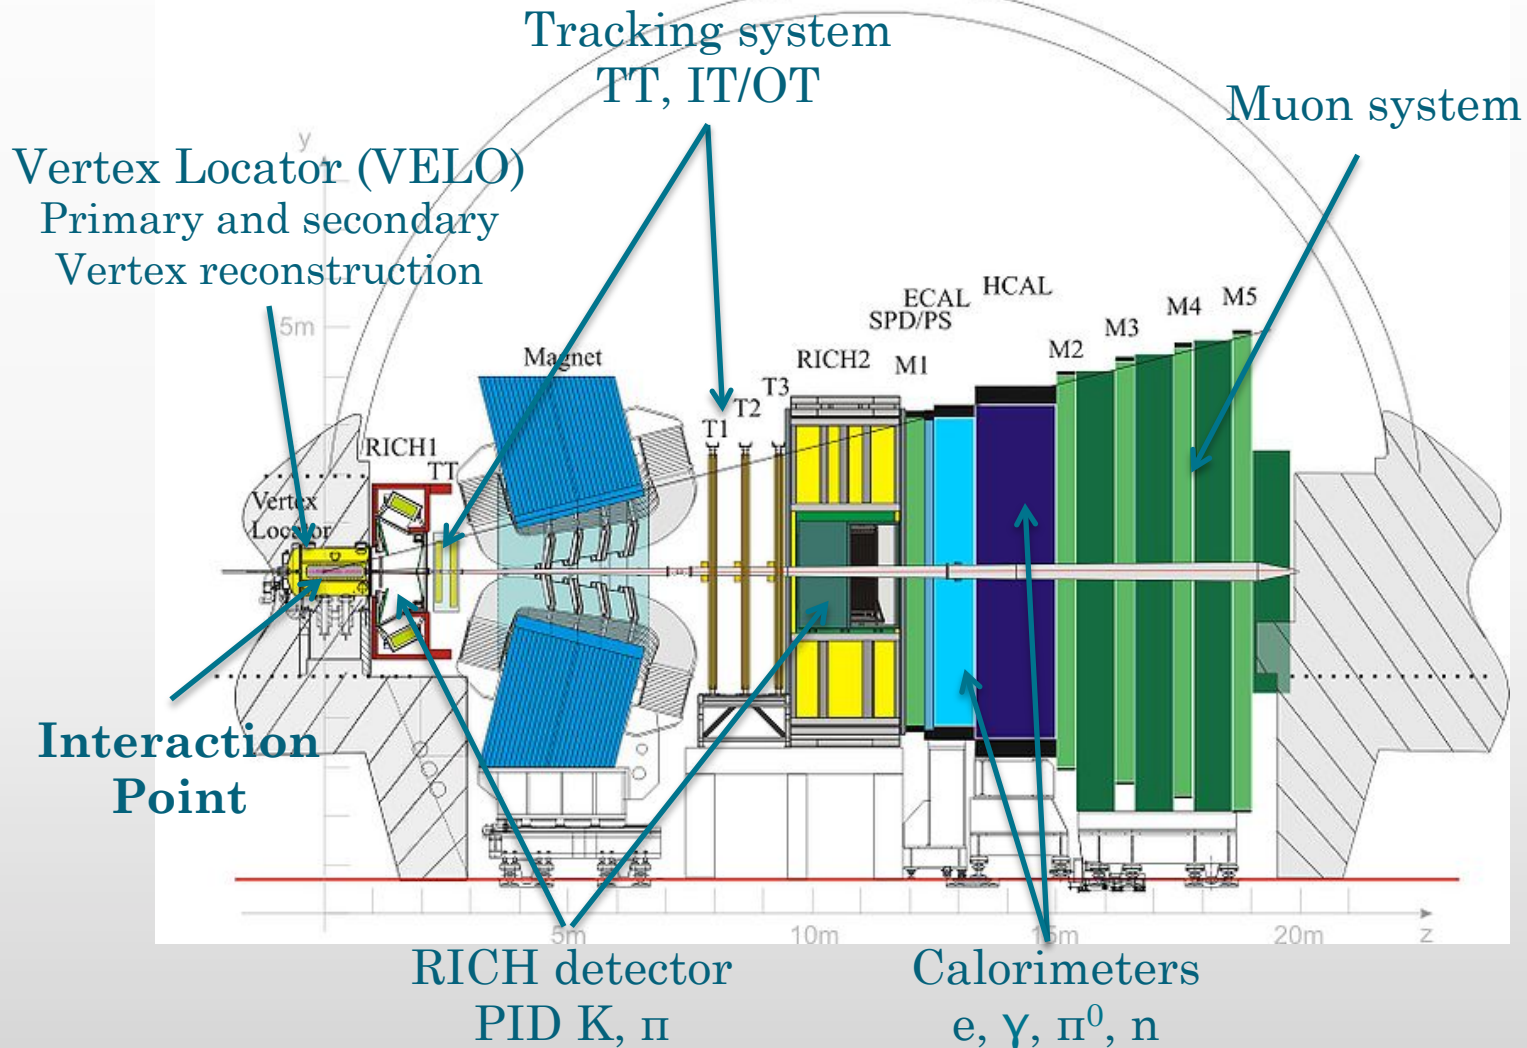 Tracking system
TT, IT/OT
Muon system
y
Vertex Locator (VELO)
Primary and secondary
Vertex reconstruction
5m
Magnet
ECAL
HCAL
SPD/PS
RICH2
M1
M2
M3
M4
M5
T1
T2
T3
RICH1
TT
Vertex
Locator
Interaction
Point
5m
10m
15m
20m
z
RICH detector
PID K, π
Calorimeters
e, γ, π⁰, n